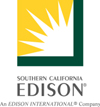 SOUTHERN CALIFORNIA
EDISON®
An EDISON INTERNATIONAL® Company